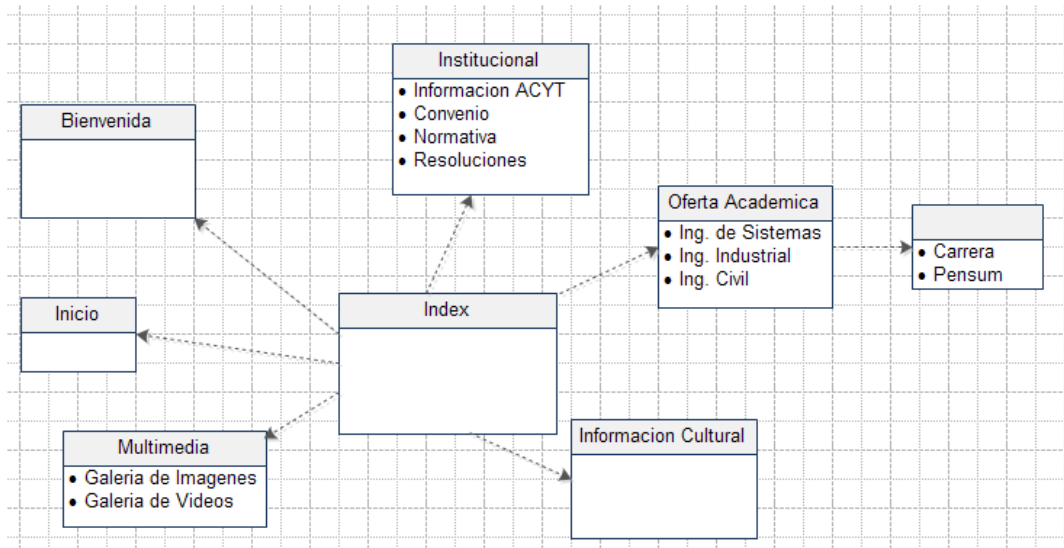 Institucional
• Informacion ACYT
• Convenio
• Normativa
• Resoluciones
Bienvenida
Oferta Academica
• Ing. de Sistemas
• Ing. Industrial
• Ing. Civil
• Carrera
• Pensum
Inicio
Index
Multimedia
• Galeria de Imagenes
• Galeria de Videos
Informacion Cultural